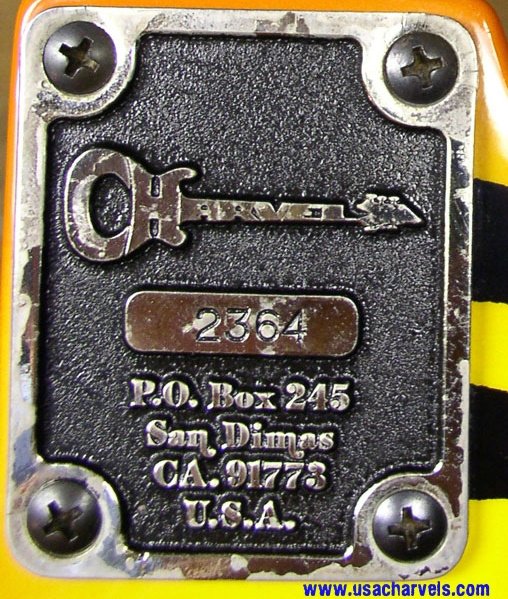 CHARVEL
2364
P.O. Box 245
San Dimas
CA. 91773
U.S.A.
www.usacharvels.com